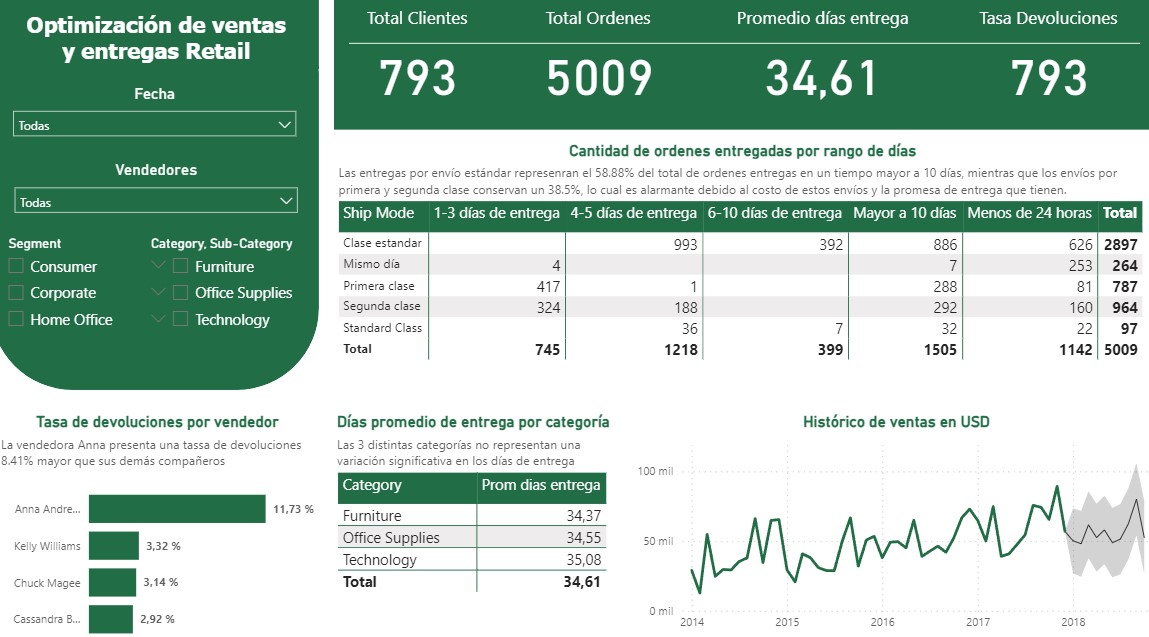 Optimización de ventas
y entregas Retail
Fecha
Todas
Vendedores
Todas
Segment
Consumer
Corporate
Home Office
Category, Sub-Category
Furniture
Office Supplies
Technology
Total Clientes
793
Total Ordenes
5009
Promedio días entrega
34,61
Tasa Devoluciones
793
Cantidad de ordenes entregadas por rango de días
Las entregas por envío estándar represenran el 58.88% del total de ordenes entregas en un tiempo mayor a 10 días, mientras que los envíos por
primera y segunda clase conservan un 38.5%, lo cual es alarmante debido al costo de estos envíos y la promesa de entrega que tienen.
Ship Mode 1-3 días de entrega 4-5 días de entrega 6-10 días de entrega Mayor a 10 días Menos de 24 horas Total
Clase estandar 993 392 886 626 2897
Mismo día 4 7 253 264
Primera clase 417 1 288 81 787
Segunda clase 324 188 292 160 964
Standard Class 36 7 32 22 97
Total 745 1218 399 1505 1142 5009
Tasa de devoluciones por vendedor
La vendedora Anna presenta una tassa de devoluciones
8.41% mayor que sus demás compañeros
Anna Andre... 11,73 %
Kelly Williams 3,32 %
Chuck Magee 3,14 %
Cassandra B... 2,92 %
Días promedio de entrega por categoría
Las 3 distintas categorías no representan una
variación significativa en los días de entrega
Category Prom dias entrega
Furniture 34,37
Office Supplies 34,55
Technology 35,08
Total 34,61
Histórico de ventas en USD
100 mil
50 mil
0 mil
2014 2015 2016 2017 2018